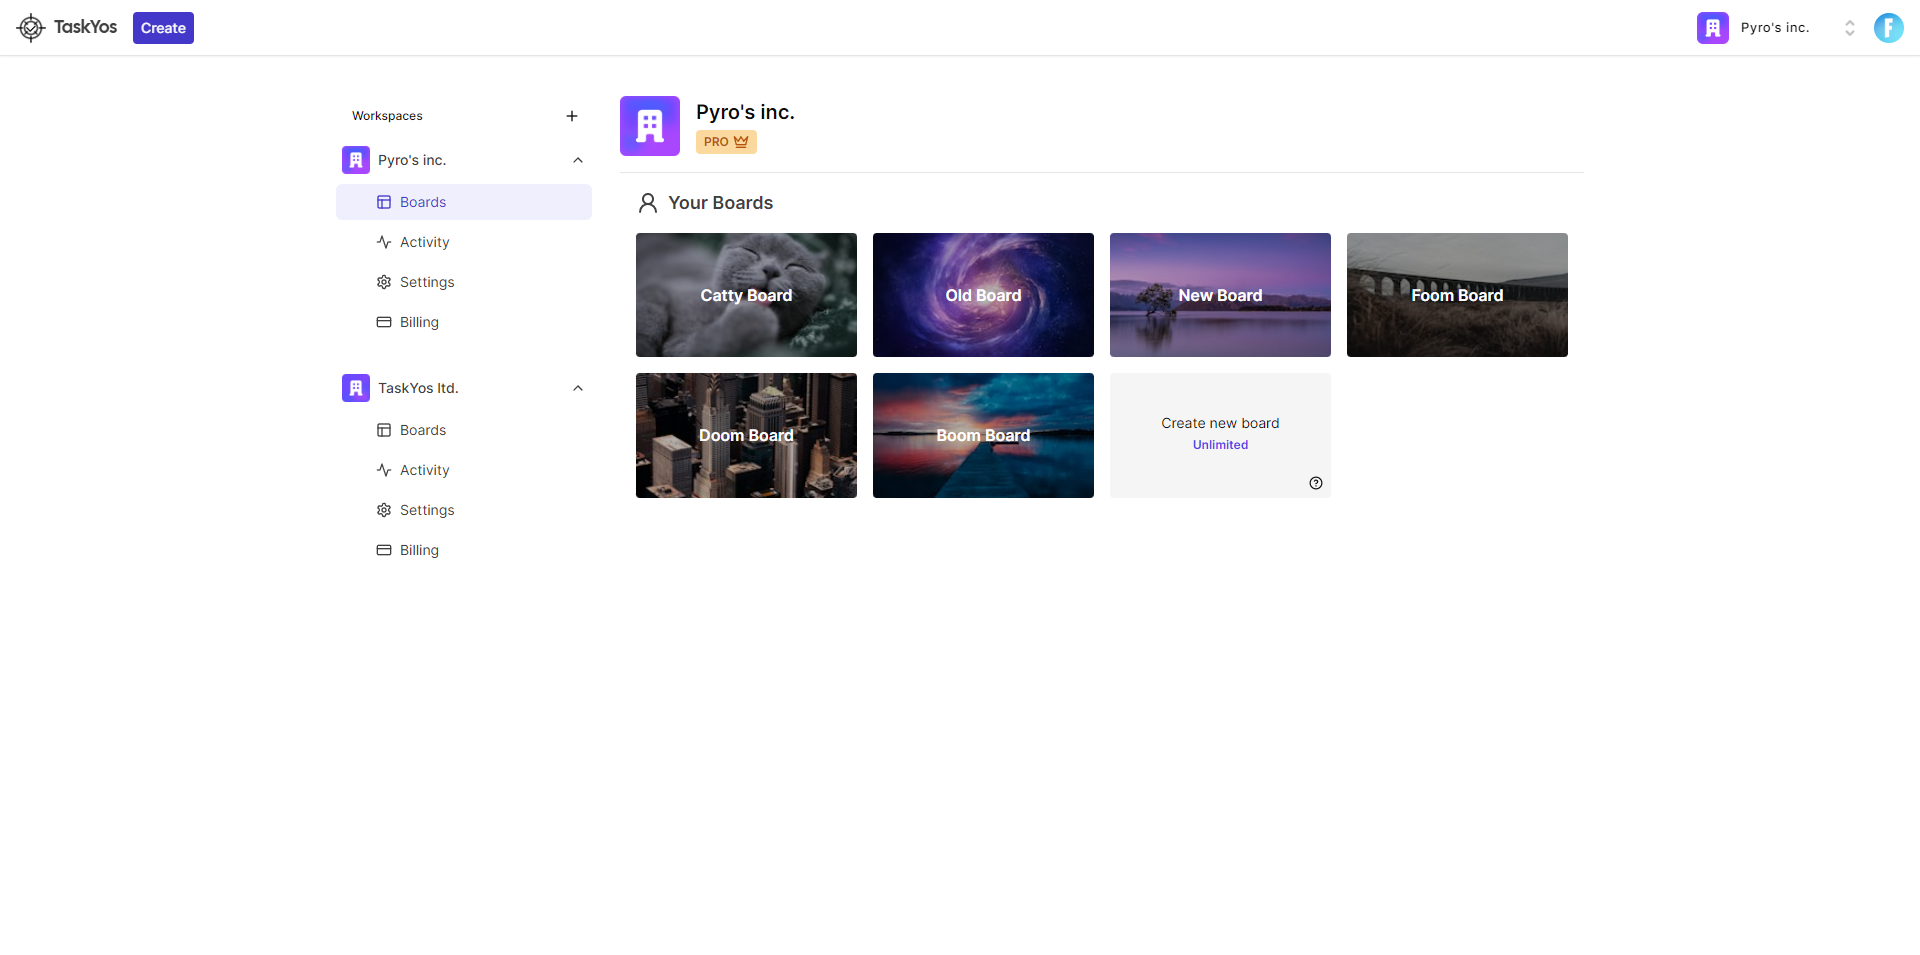 TaskYos
Create
Pyro's inc.
F
Workspaces
Pyro's inc.
Boards
Activity
Settings
Billing
TaskYos ltd.
Boards
Activity
Settings
Billing
Pyro's inc.
PRO
Your Boards
Catty Board
Old Board
New Board
Foom Board
Doom Board
Boom Board
Create new board
Unlimited